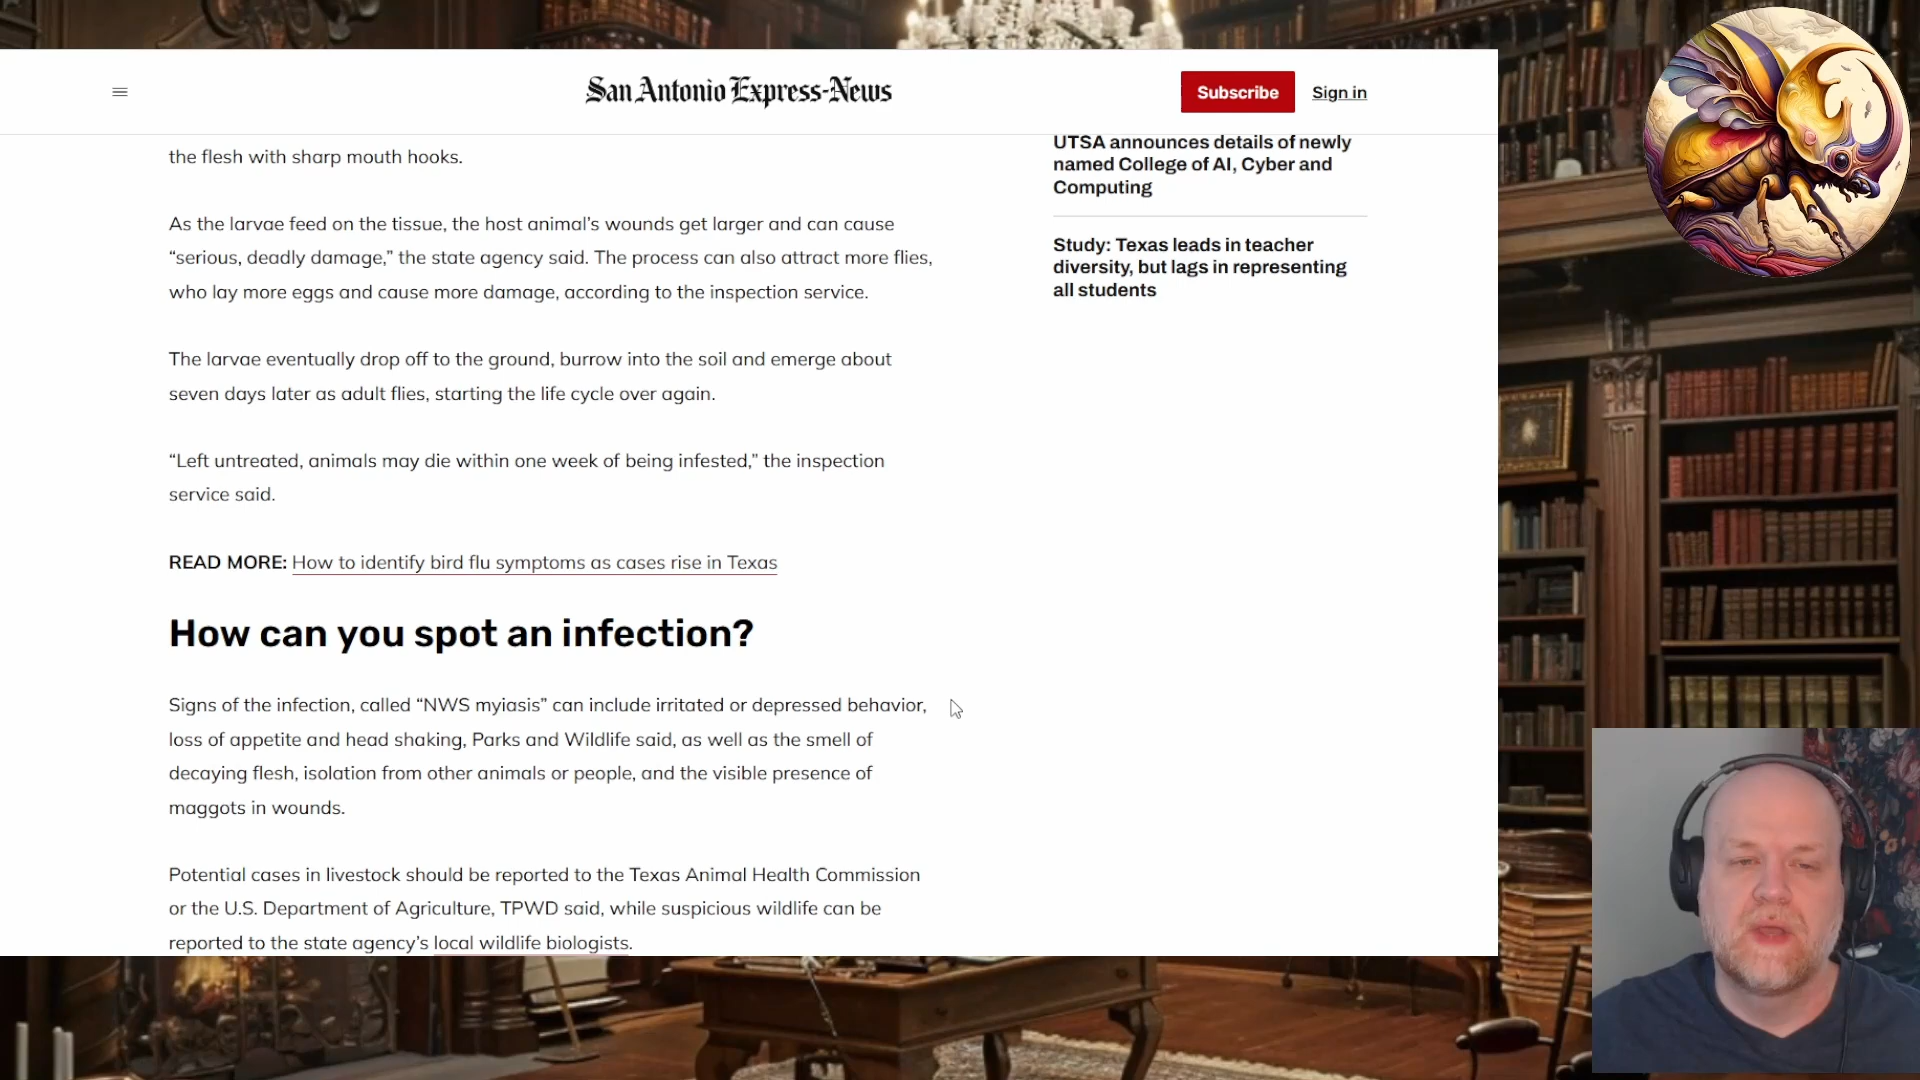 San Antonio Express-News
Subscribe
Sign in
the flesh with sharp mouth hooks.
As the larvae feed on the tissue, the host animal’s wounds get larger and can cause
“serious, deadly damage,” the state agency said. The process can also attract more flies,
who lay more eggs and cause more damage, according to the inspection service.
The larvae eventually drop off to the ground, burrow into the soil and emerge about
seven days later as adult flies, starting the life cycle over again.
“Left untreated, animals may die within one week of being infested,” the inspection
service said.
READ MORE: How to identify bird flu symptoms as cases rise in Texas
How can you spot an infection?
Signs of the infection, called “NWS myiasis” can include irritated or depressed behavior,
loss of appetite and head shaking, Parks and Wildlife said, as well as the smell of
decaying flesh, isolation from other animals or people, and the visible presence of
maggots in wounds.
Potential cases in livestock should be reported to the Texas Animal Health Commission
or the U.S. Department of Agriculture, TPWD said, while suspicious wildlife can be
reported to the state agency’s local wildlife biologists.
UTSA announces details of newly
named College of AI, Cyber and
Computing
Study: Texas leads in teacher
diversity, but lags in representing
all students